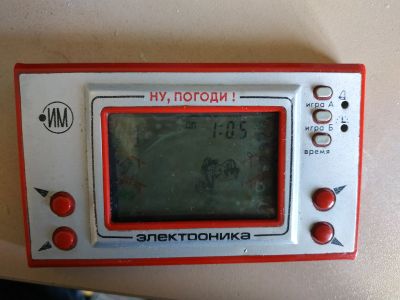 ИМ
НУ, ПОГОДИ !
игра А
игра Б
время
1:05
электроника